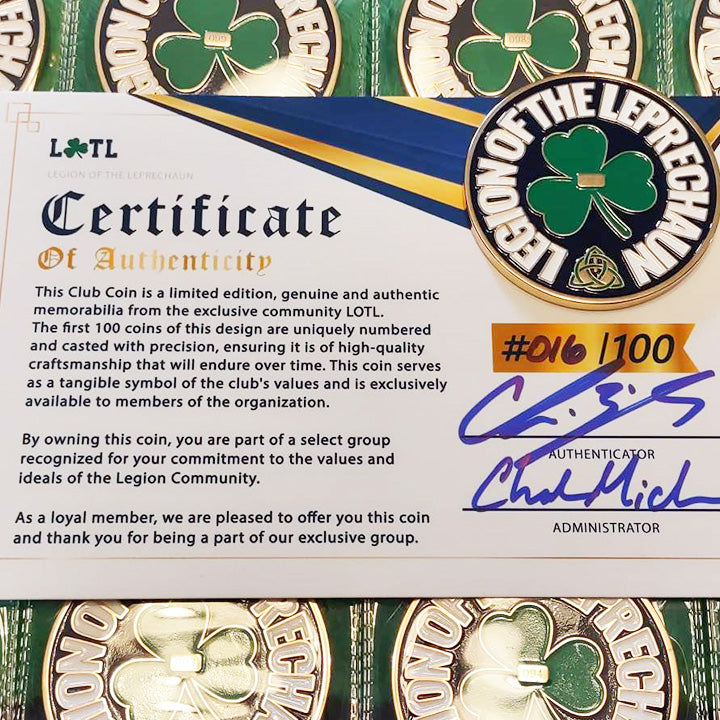 LEGION OF THE LEPRECHAUN
098
LOTL
LEGION OF THE LEPRECHAUN
Certificate
Of Authenticity
This Club Coin is a limited edition, genuine and authentic
memorabilia from the exclusive community LOTL.
The first 100 coins of this design are uniquely numbered
and casted with precision, ensuring it is of high-quality
craftsmanship that will endure over time. This coin serves
as a tangible symbol of the club's values and is exclusively
available to members of the organization.
By owning this coin, you are part of a select group
recognized for your commitment to the values and
ideals of the Legion Community.
As a loyal member, we are pleased to offer you this coin
and thank you for being a part of our exclusive group.
#016 /100
AUTHENTICATOR
ADMINISTRATOR
094